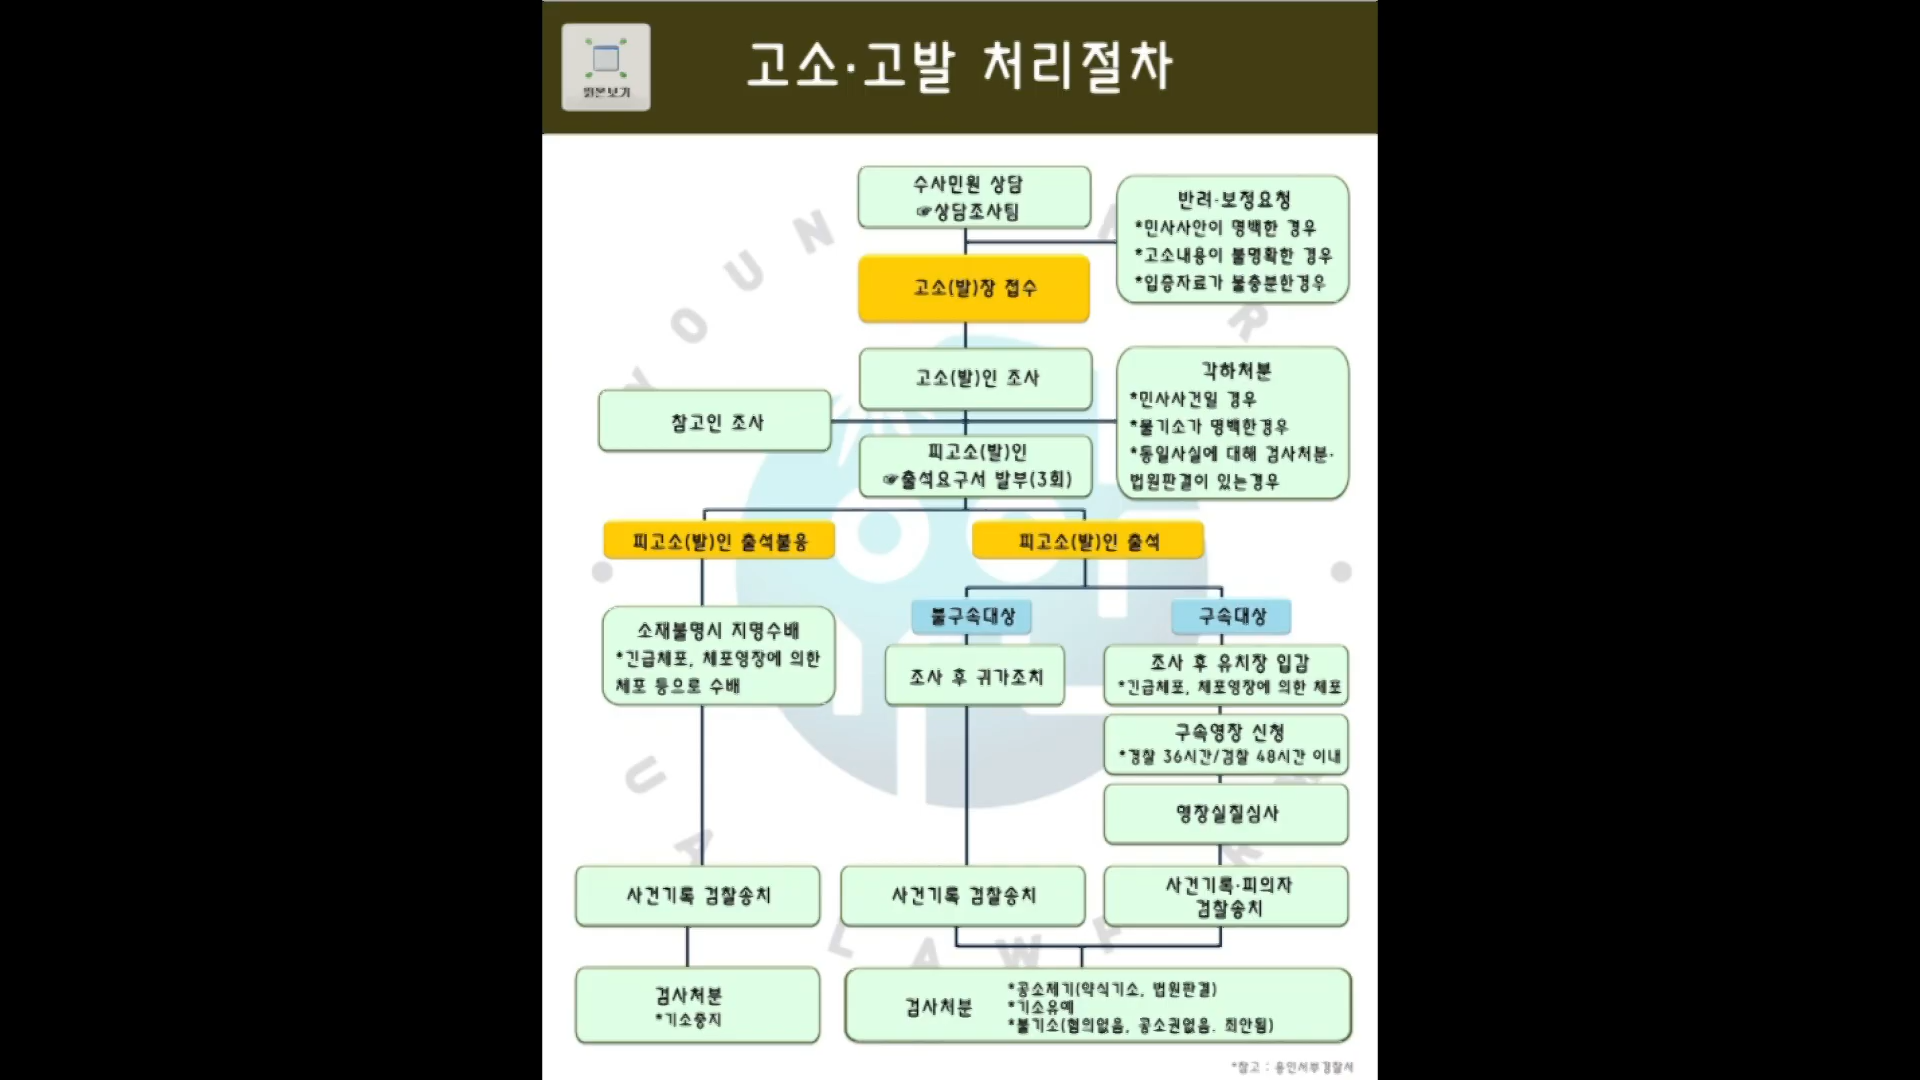 원본보기
고소·고발 처리절차
수사민원 상담
☞상담조사팀
반려·보정요청
*민사사안이 명백한 경우
*고소내용이 불명확한 경우
*입증자료가 불충분한경우
고소(발)장 접수
고소(발)인 조사
각하처분
*민사사건일 경우
*불기소가 명백한경우
*동일사실에 대해 검사처분·
법원판결이 있는경우
참고인 조사
피고소(발)인
☞출석요구서 발부(3회)
피고소(발)인 출석불응
피고소(발)인 출석
불구속대상
구속대상
소재불명시 지명수배
*긴급체포, 체포영장에 의한
체포 등으로 수배
조사 후 귀가조치
조사 후 유치장 입감
*긴급체포, 체포영장에 의한 체포
구속영장 신청
*경찰 36시간/검찰 48시간 이내
영장실질심사
사건기록 검찰송치
사건기록 검찰송치
사건기록·피의자
검찰송치
검사처분
*기소중지
검사처분
*공소제기(약식기소, 법원판결)
*기소유예
*불기소(혐의없음, 공소권없음. 죄안됨)
*참고 : 용인서부경찰서